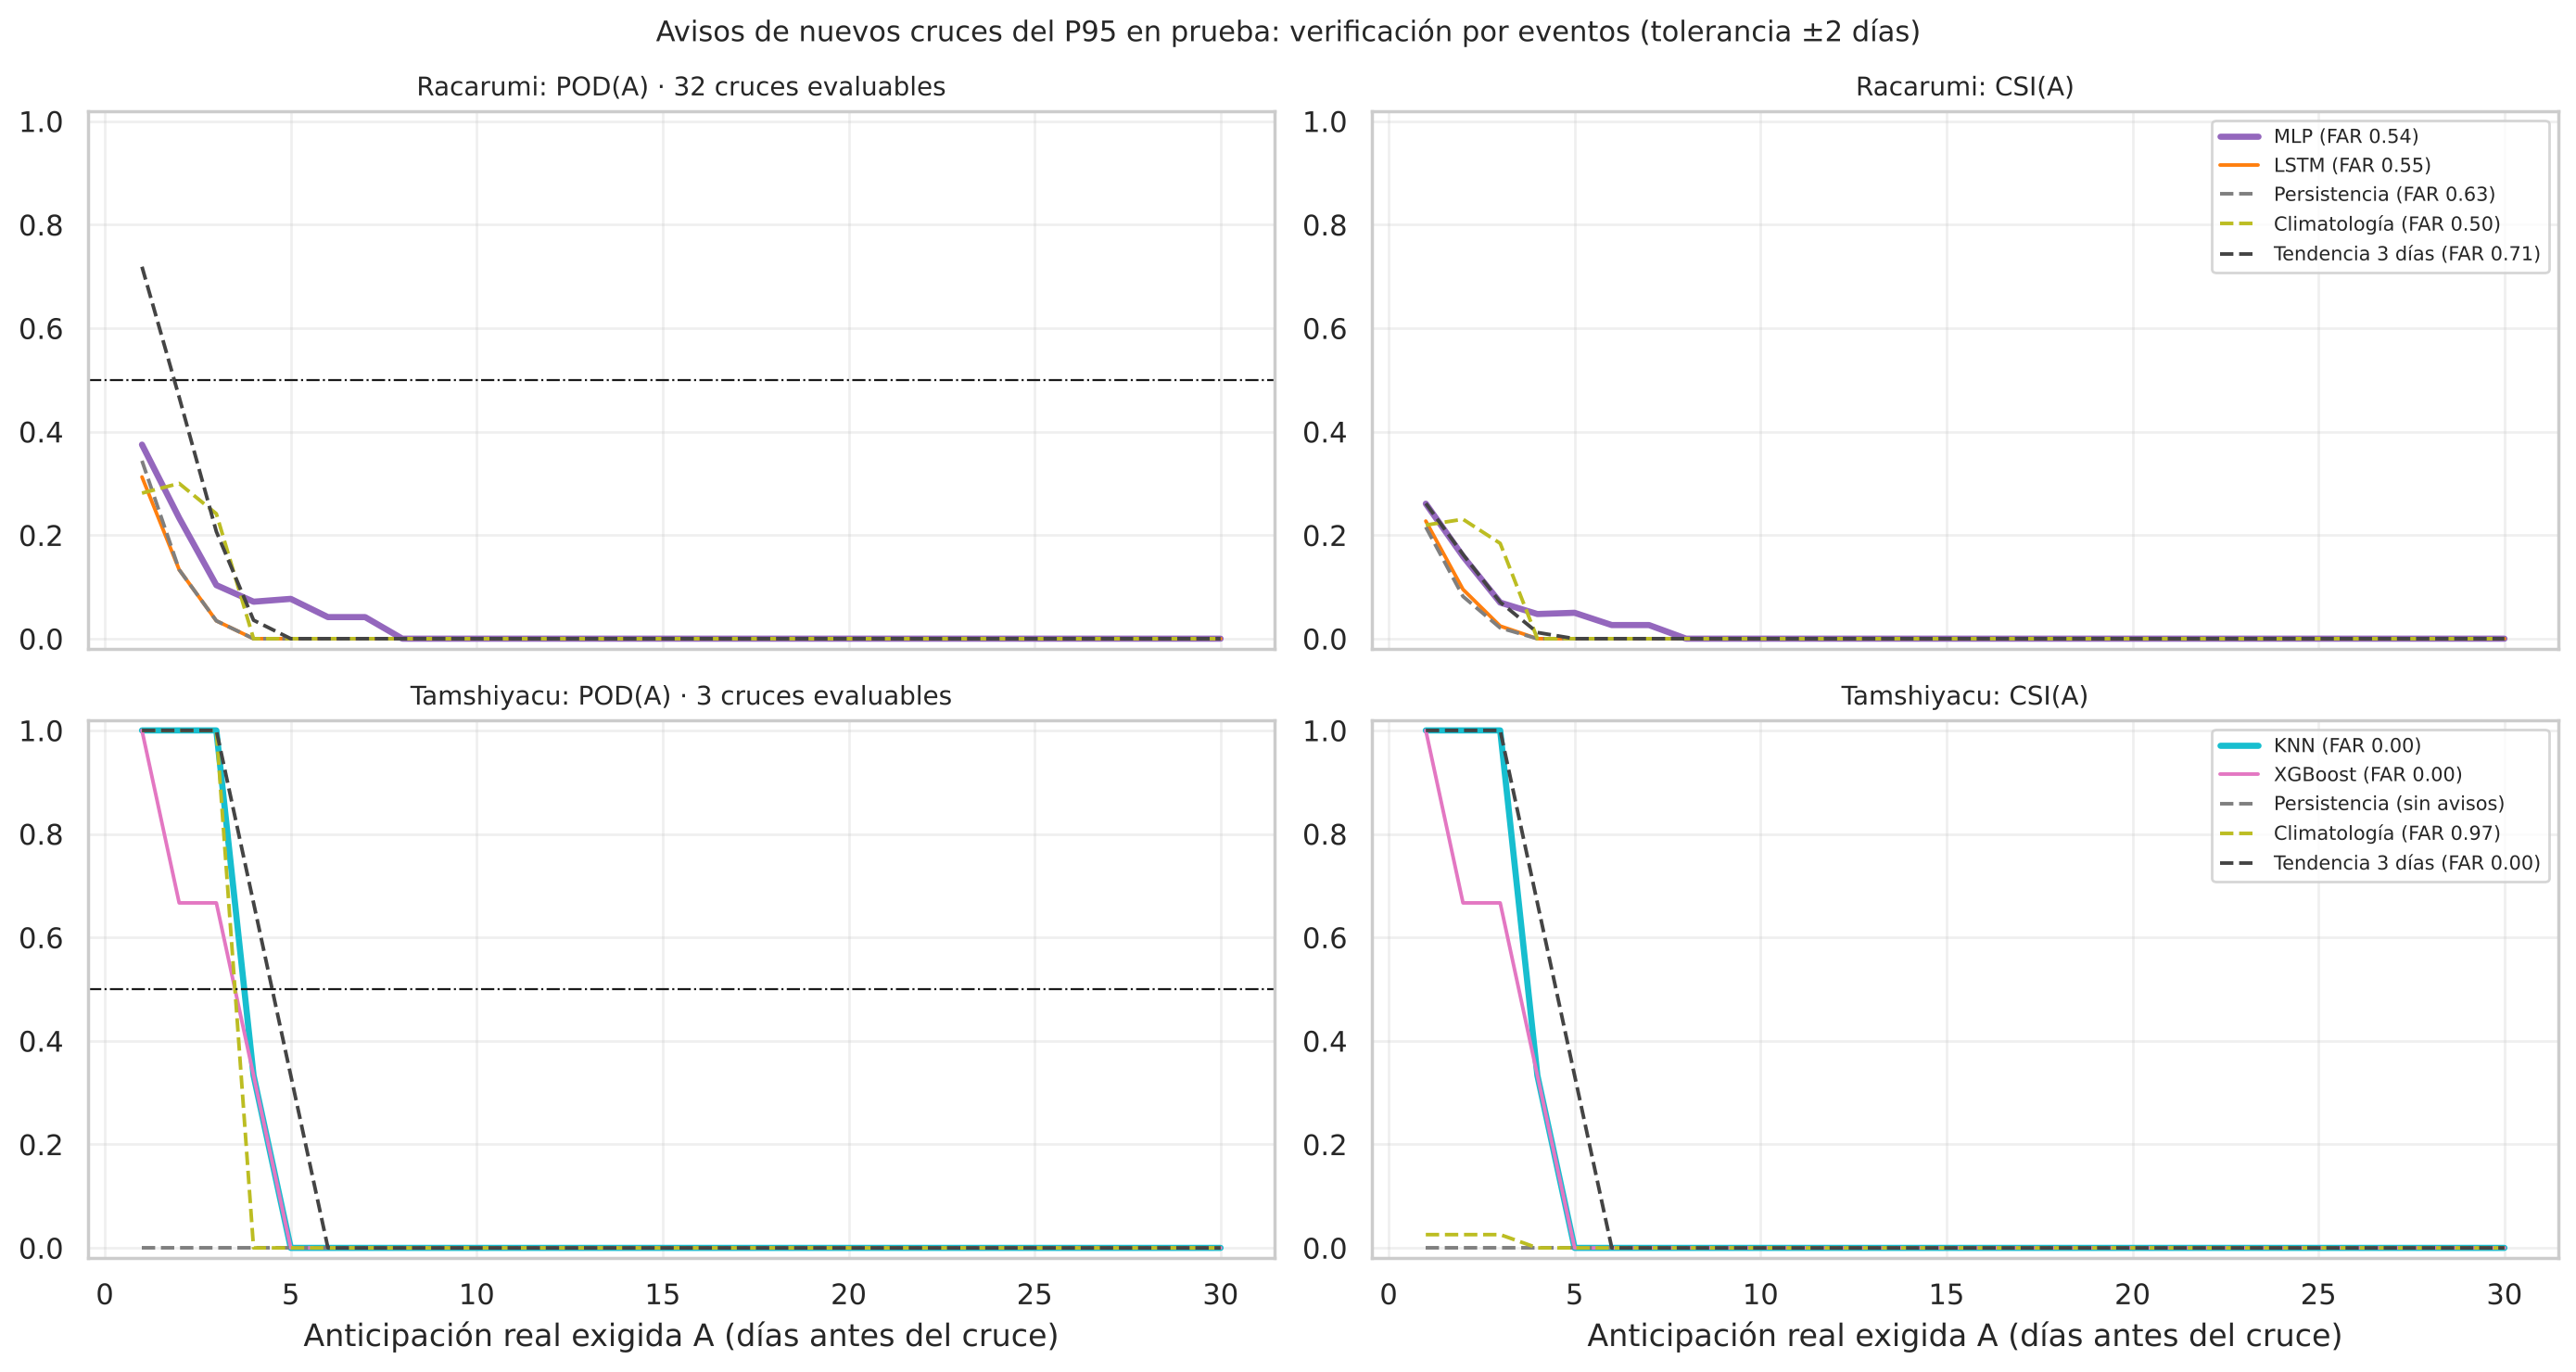 Avisos de nuevos cruces del P95 en prueba: verificación por eventos (tolerancia ±2 días)
Racarumi: POD(A) · 32 cruces evaluables
1.0
0.8
0.6
0.4
0.2
0.0
Racarumi: CSI(A)
1.0
0.8
0.6
0.4
0.2
0.0
MLP (FAR 0.54)
LSTM (FAR 0.55)
Persistencia (FAR 0.63)
Climatología (FAR 0.50)
Tendencia 3 días (FAR 0.71)
Tamshiyacu: POD(A) · 3 cruces evaluables
1.0
0.8
0.6
0.4
0.2
0.0
0 5 10 15 20 25 30
Anticipación real exigida A (días antes del cruce)
Tamshiyacu: CSI(A)
1.0
0.8
0.6
0.4
0.2
0.0
KNN (FAR 0.00)
XGBoost (FAR 0.00)
Persistencia (sin avisos)
Climatología (FAR 0.97)
Tendencia 3 días (FAR 0.00)
0 5 10 15 20 25 30
Anticipación real exigida A (días antes del cruce)